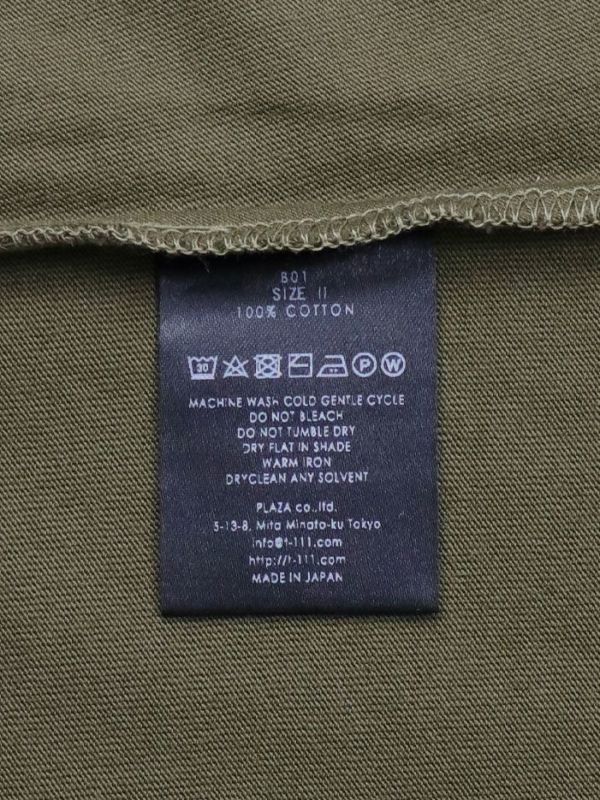 B01
SIZE II
100% COTTON
30 P W
MACHINE WASH COLD GENTLE CYCLE
DO NOT BLEACH
DO NOT TUMBLE DRY
DRY FLAT IN SHADE
WARM IRON
DRYCLEAN ANY SOLVENT
PLAZA co.,ltd.
5-13-8, Mita Minato-ku Tokyo
info@t-111.com
http://t-111.com
MADE IN JAPAN